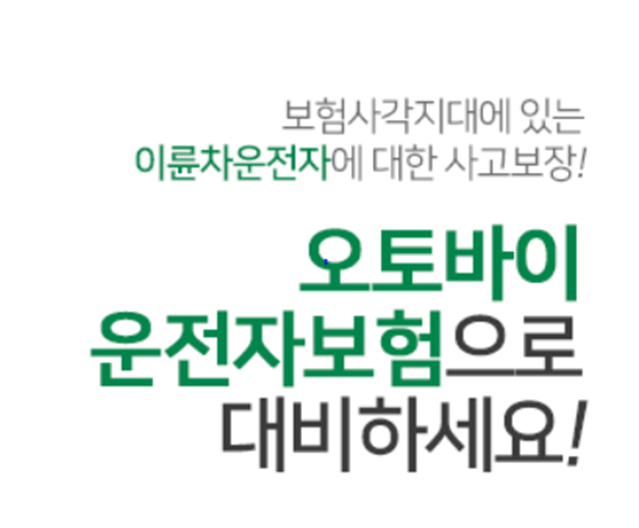 보험사각지대에 있는
이륜차운전자에 대한 사고보장!
오토바이
운전자보험으로
대비하세요!